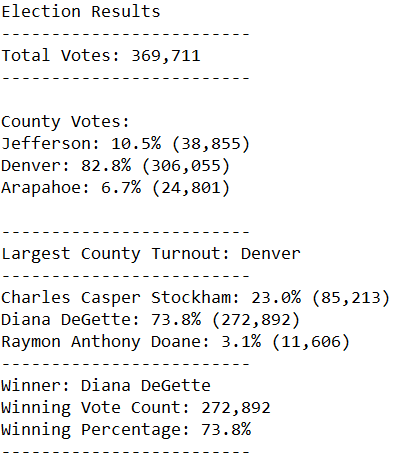 Election Results
-------------------------
Total Votes: 369,711
-------------------------
County Votes:
Jefferson: 10.5% (38,855)
Denver: 82.8% (306,055)
Arapahoe: 6.7% (24,801)
-------------------------
Largest County Turnout: Denver
-------------------------
Charles Casper Stockham: 23.0% (85,213)
Diana DeGette: 73.8% (272,892)
Raymon Anthony Doane: 3.1% (11,606)
-------------------------
Winner: Diana DeGette
Winning Vote Count: 272,892
Winning Percentage: 73.8%
-------------------------